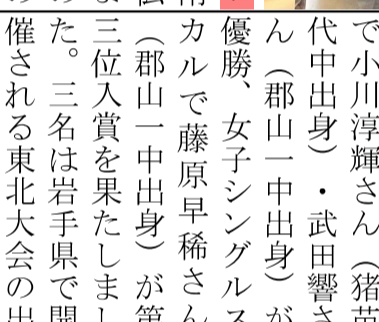 で小川淳輝さん（猪苗
代中出身）・武田響さ
ん（郡山一中出身）が
優勝、女子シングルス
カルで藤原早稀さん
（郡山一中出身）が第
三位入賞を果たしまし
た。三名は岩手県で開
催される東北大会の出